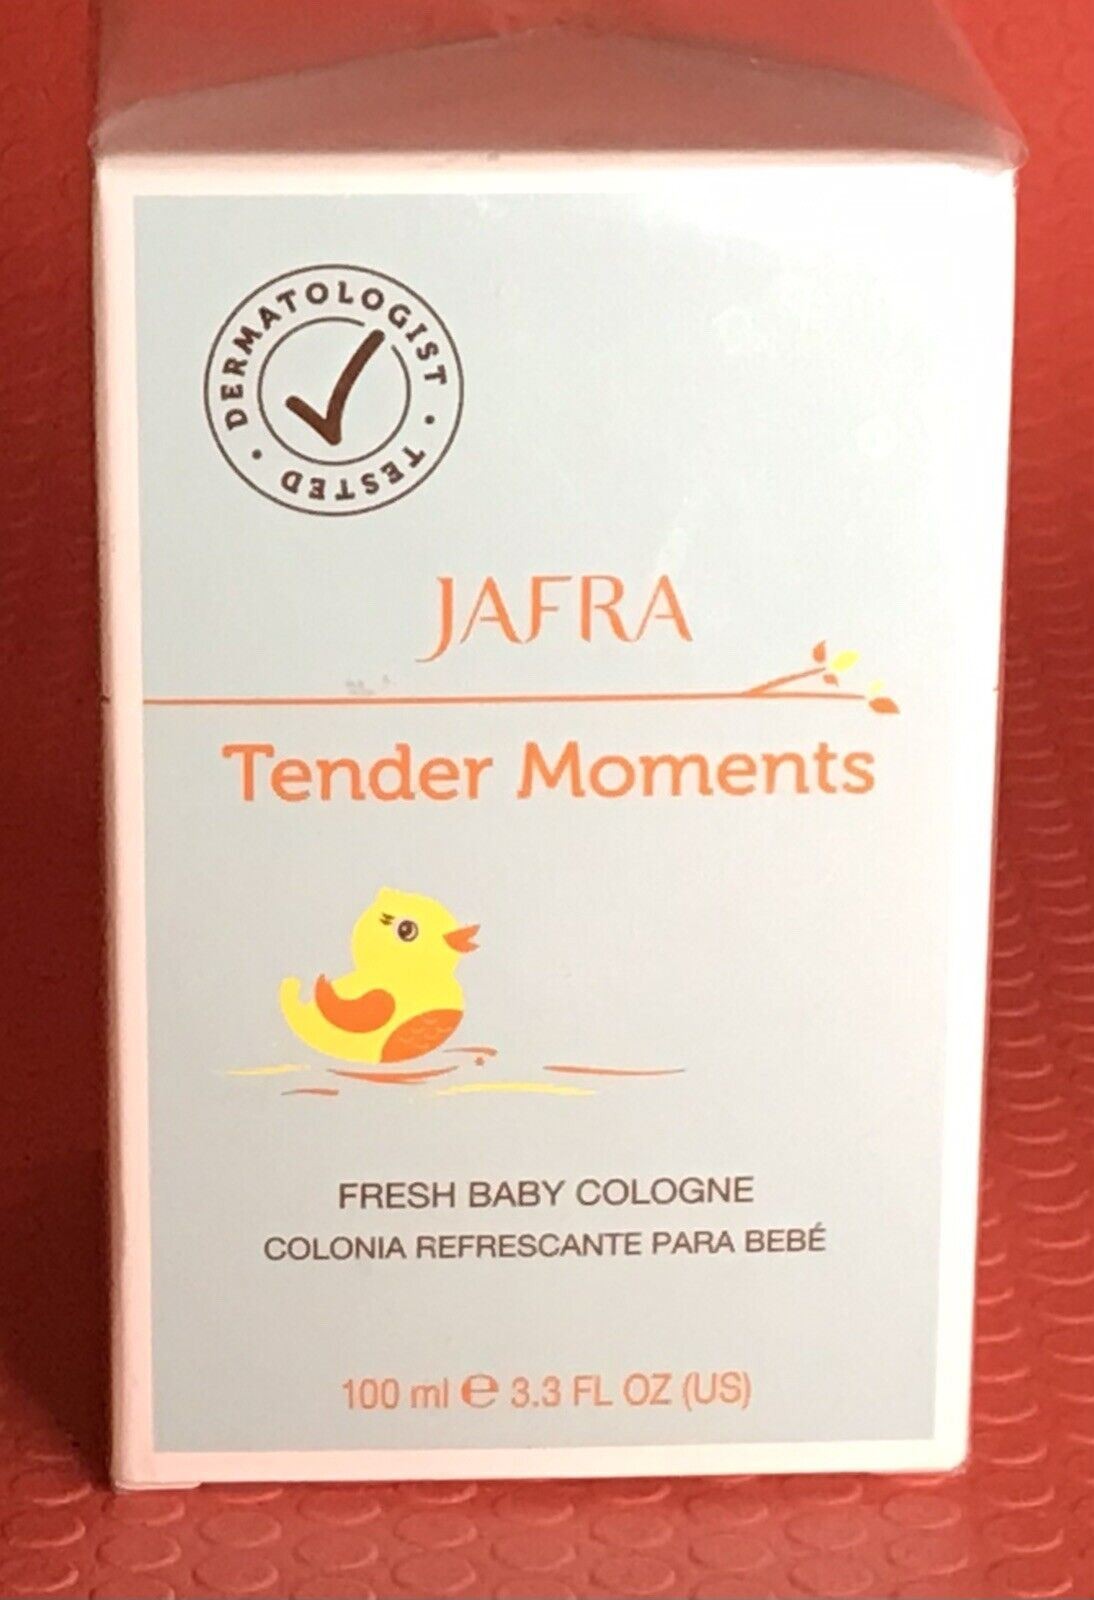 DERMATOLOGIST • TESTED •
JAFRA
Tender Moments
FRESH BABY COLOGNE
COLONIA REFRESCANTE PARA BEBÉ
100 ml ℮ 3.3 FL OZ (US)